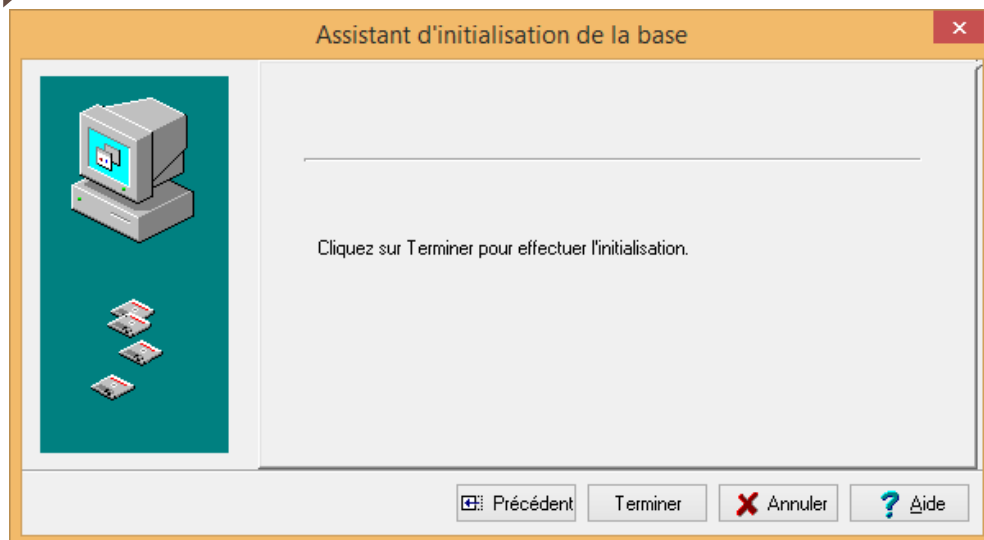 Assistant d'initialisation de la base
Cliquez sur Terminer pour effectuer l'initialisation.
Précédent Terminer Annuler Aide